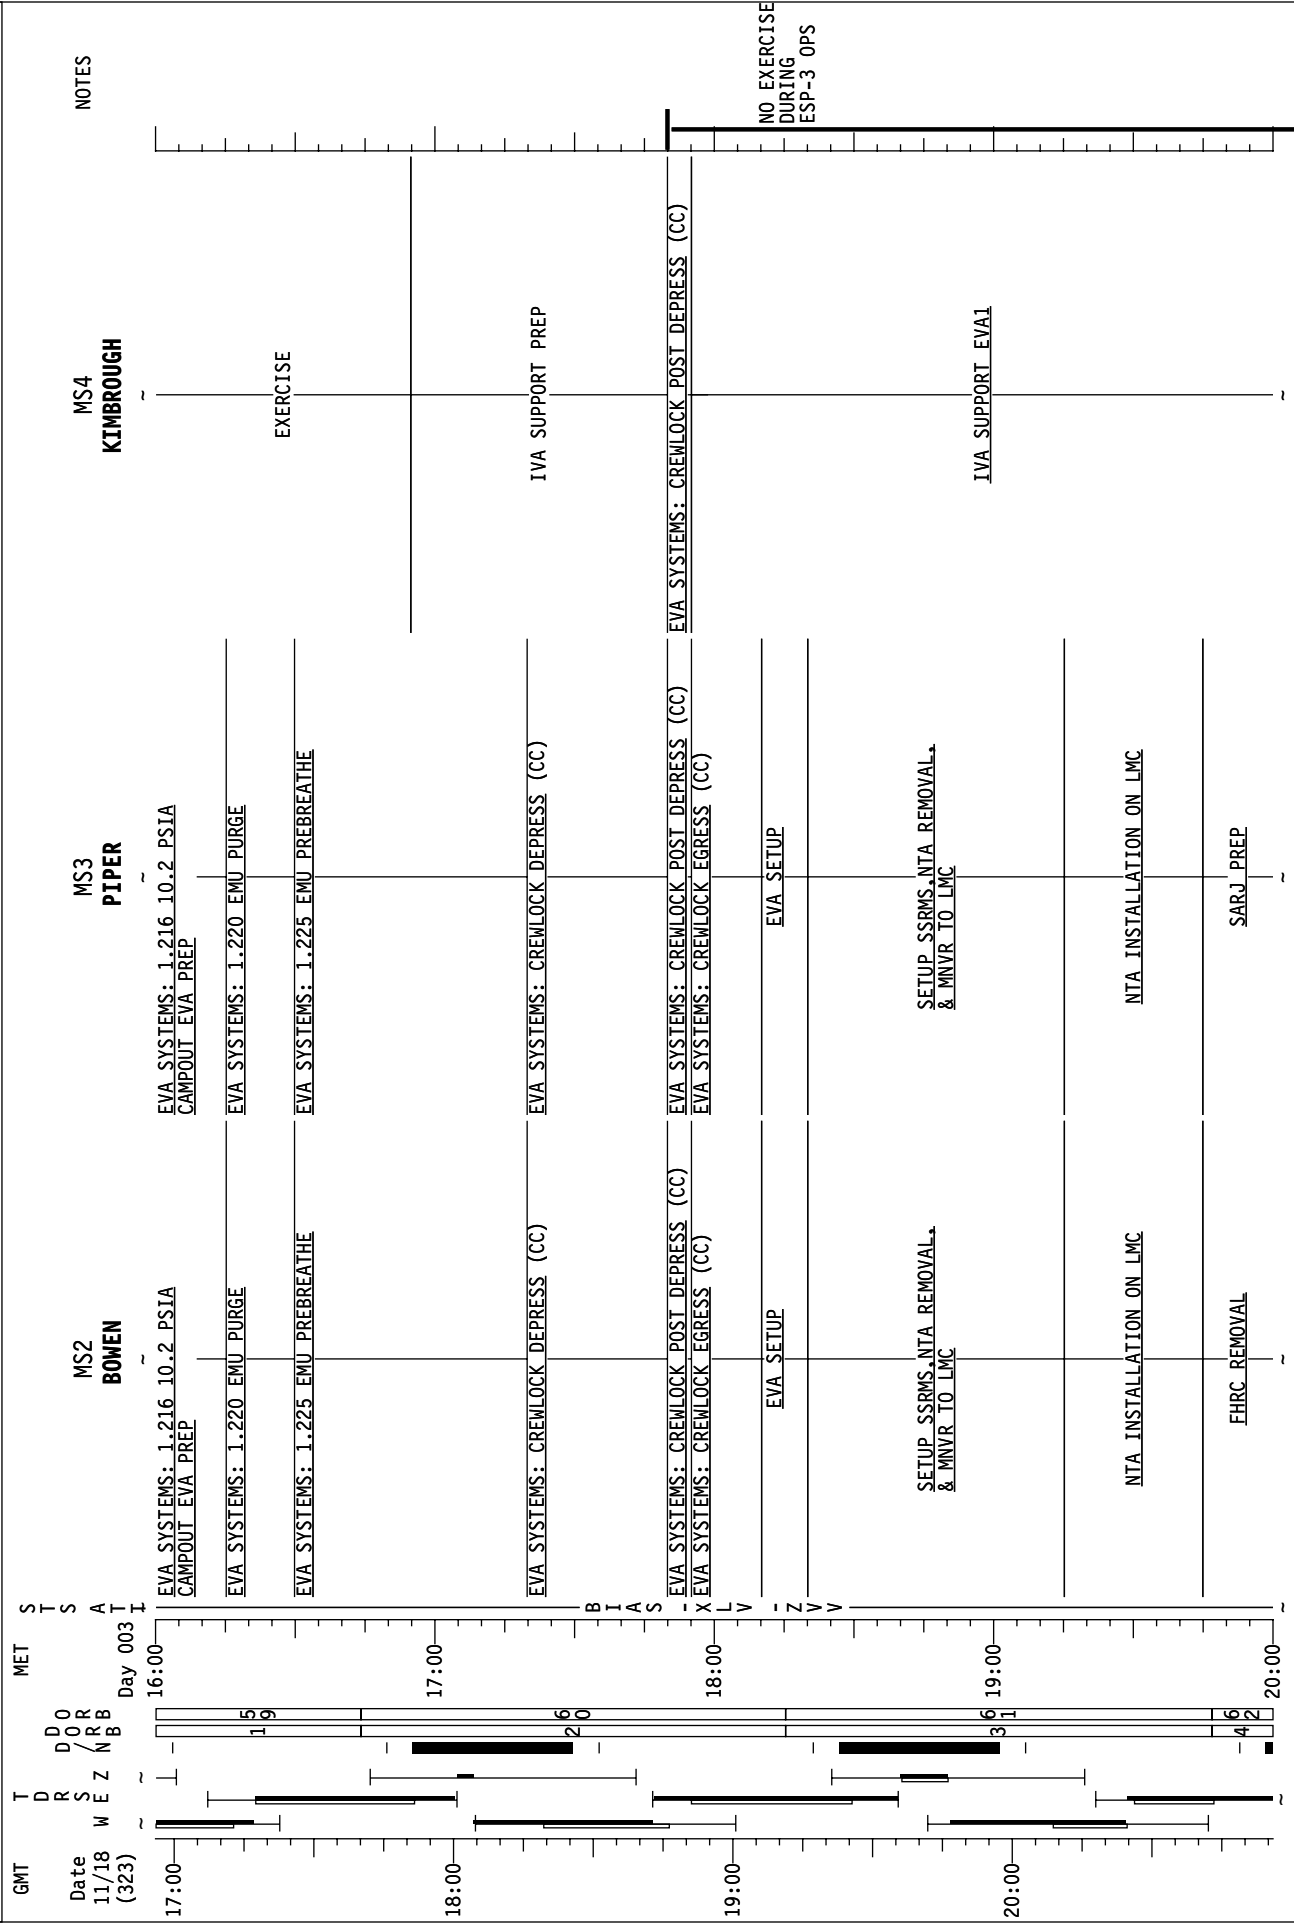 GMT
Date
11/18
(323)
17:00
18:00
19:00
20:00
TDRS
W E Z
D/N
DORB
1
2
3
4
ORB
59
60
61
62
MET
Day 003
16:00
17:00
18:00
19:00
20:00
STS
ATT
BIAS -XLV -ZVV
MS2
BOWEN
EVA SYSTEMS: 1.216 10.2 PSIA
CAMPOUT EVA PREP
EVA SYSTEMS: 1.220 EMU PURGE
EVA SYSTEMS: 1.225 EMU PREBREATHE
EVA SYSTEMS: CREWLOCK DEPRESS (CC)
EVA SYSTEMS: CREWLOCK POST DEPRESS (CC)
EVA SYSTEMS: CREWLOCK EGRESS (CC)
EVA SETUP
SETUP SSRMS,NTA REMOVAL,
& MNVR TO LMC
NTA INSTALLATION ON LMC
FHRC REMOVAL
MS3
PIPER
EVA SYSTEMS: 1.216 10.2 PSIA
CAMPOUT EVA PREP
EVA SYSTEMS: 1.220 EMU PURGE
EVA SYSTEMS: 1.225 EMU PREBREATHE
EVA SYSTEMS: CREWLOCK DEPRESS (CC)
EVA SYSTEMS: CREWLOCK POST DEPRESS (CC)
EVA SYSTEMS: CREWLOCK EGRESS (CC)
EVA SETUP
SETUP SSRMS,NTA REMOVAL,
& MNVR TO LMC
NTA INSTALLATION ON LMC
SARJ PREP
MS4
KIMBROUGH
EXERCISE
IVA SUPPORT PREP
EVA SYSTEMS: CREWLOCK POST DEPRESS (CC)
IVA SUPPORT EVA1
NOTES
NO EXERCISE
DURING
ESP-3 OPS